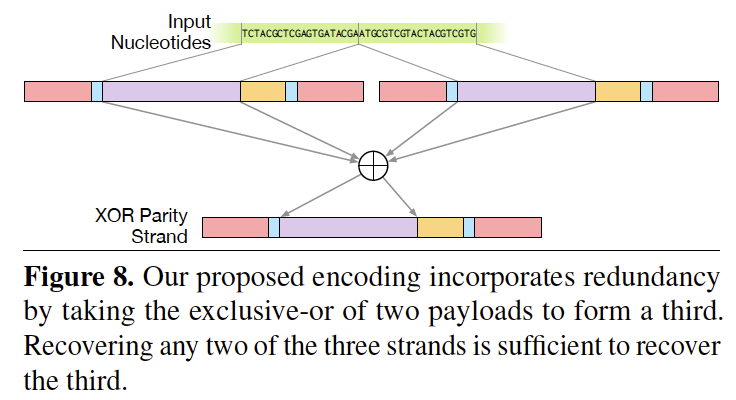 Input
Nucleotides
TCTACGCTCGAGTGATACGAATGCGTCGTACTACGTCGTG
XOR Parity
Strand
Figure 8. Our proposed encoding incorporates redundancy
by taking the exclusive-or of two payloads to form a third.
Recovering any two of the three strands is sufficient to recover
the third.